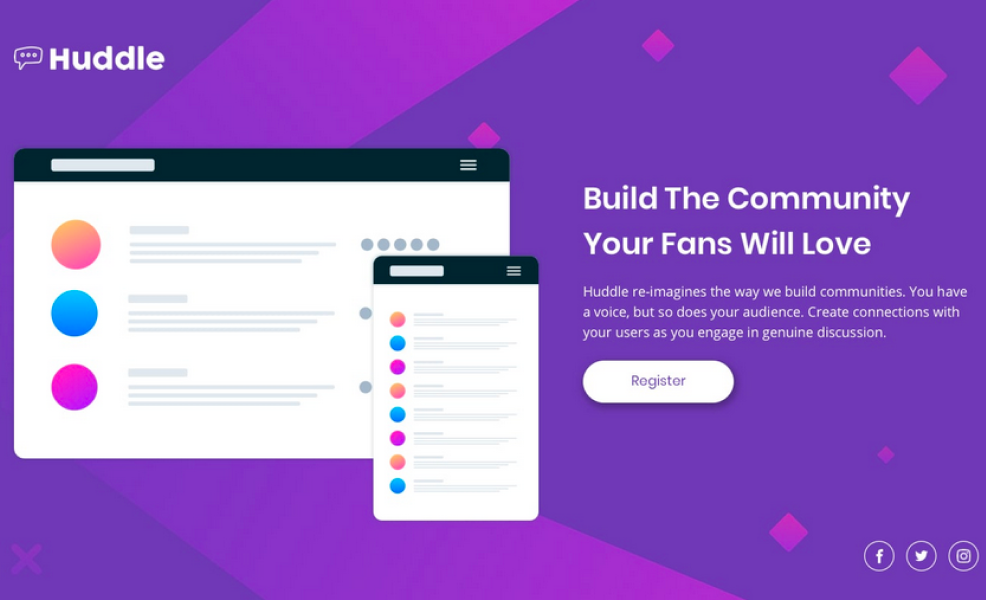 Huddle
Build The Community
Your Fans Will Love
Huddle re-imagines the way we build communities. You have
a voice, but so does your audience. Create connections with
your users as you engage in genuine discussion.
Register